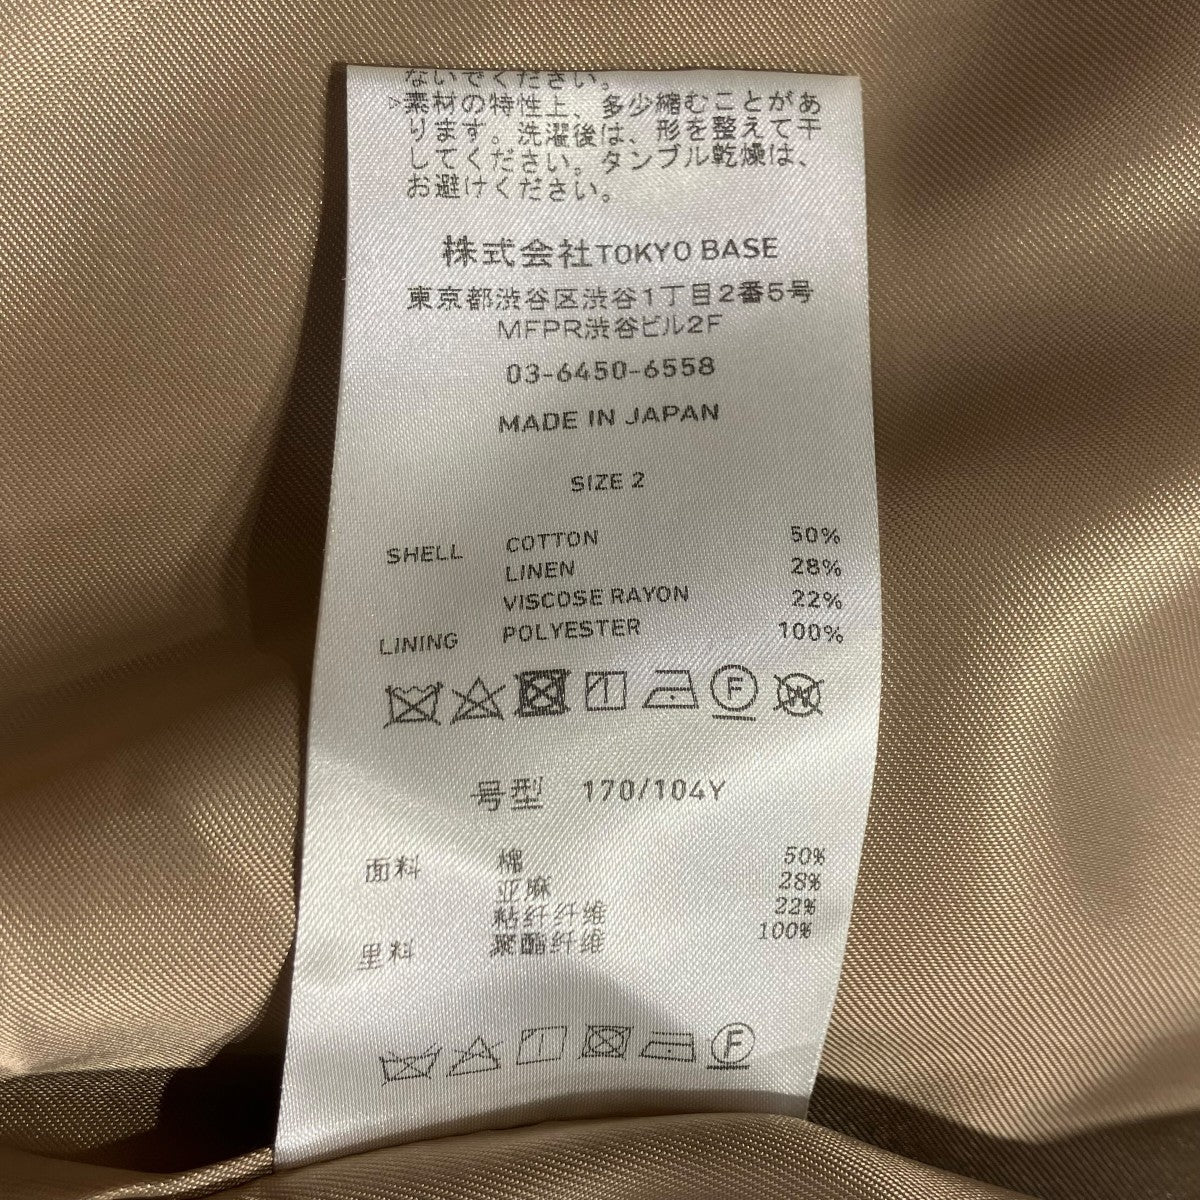 ないでください。
▷素材の特性上、多少縮むことがあ
ります。洗濯後は、形を整えて干
してください。タンブル乾燥は、
お避けください。
株式会社TOKYO BASE
東京都渋谷区渋谷1丁目2番5号
MFPR渋谷ビル2F
03-6450-6558
MADE IN JAPAN
SIZE 2
SHELL COTTON 50%
LINEN 28%
VISCOSE RAYON 22%
LINING POLYESTER 100%
F W
号型 170/104Y
面料 棉 50%
亚麻 28%
粘纤纤维 22%
里料 聚酯纤维 100%
F